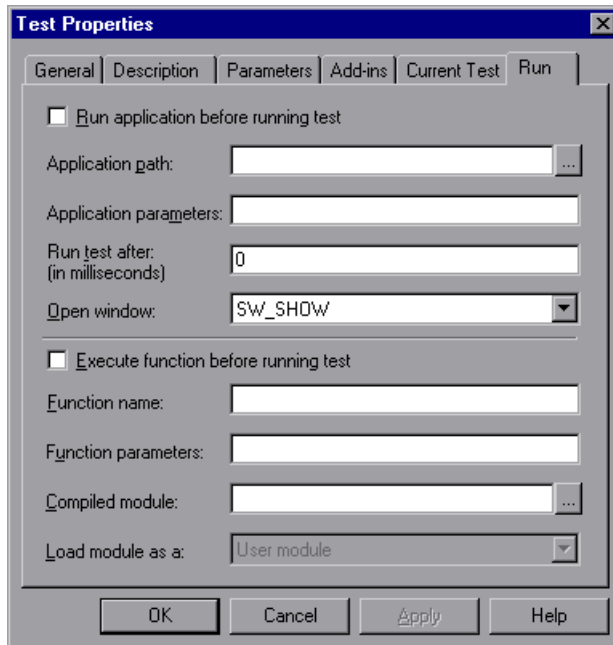 Test Properties
General Description Parameters Add-ins Current Test Run
Run application before running test
Application path: ...
Application parameters:
Run test after: 0
(in milliseconds)
Open window: SW_SHOW
Execute function before running test
Function name:
Function parameters:
Compiled module: ...
Load module as a: User module
OK Cancel Apply Help